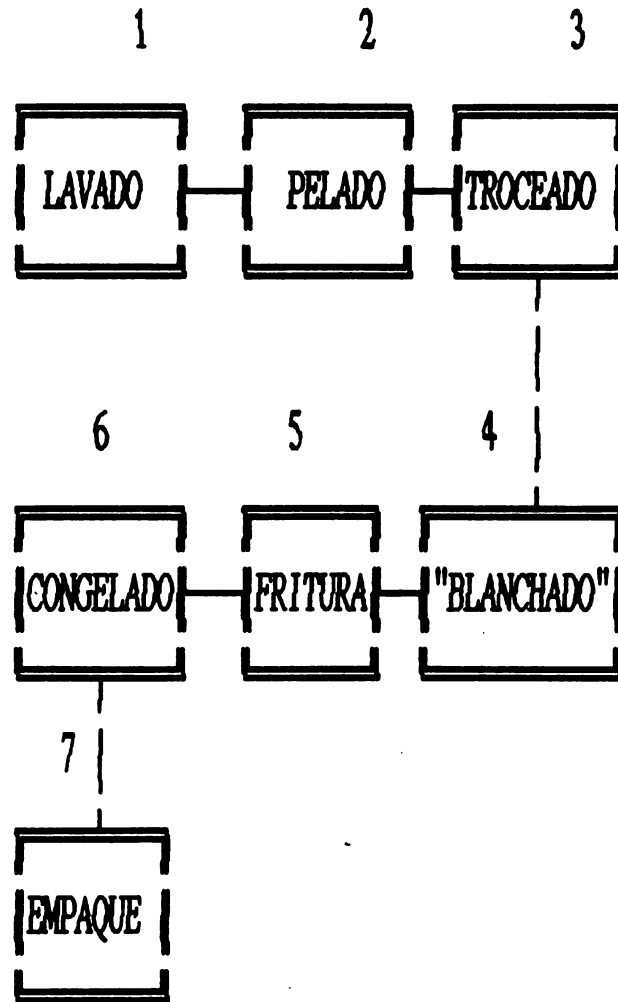 1 2 3
LAVADO PELADO TROCEADO
6 5 4
CONGELADO FRITURA "BLANCHADO"
7
EMPAQUE